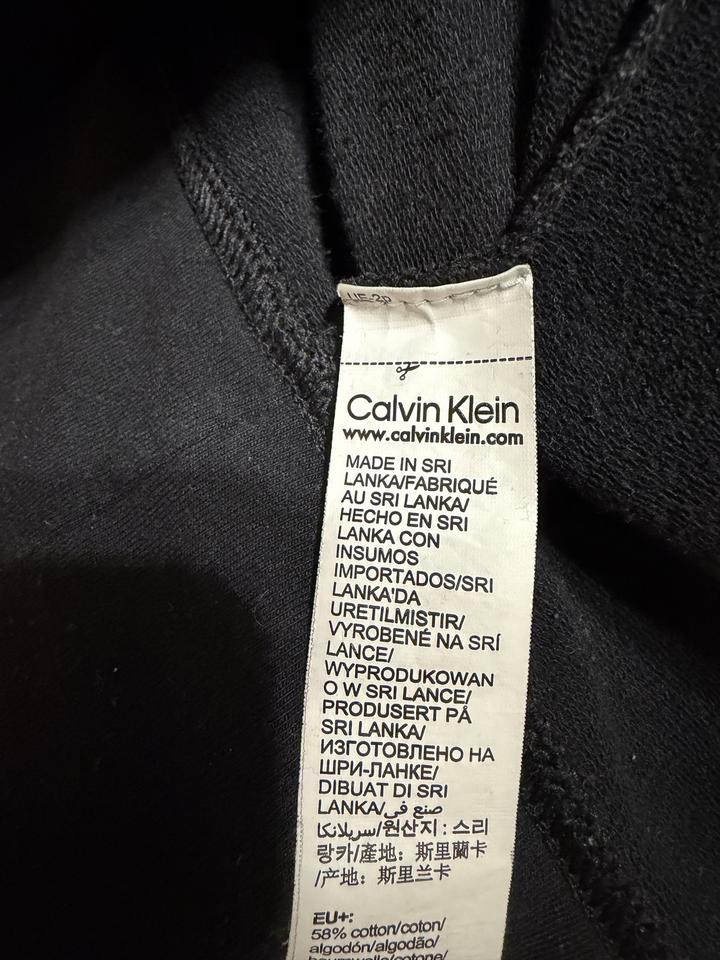 Calvin Klein
www.calvinklein.com
MADE IN SRI
LANKA/FABRIQUÉ
AU SRI LANKA/
HECHO EN SRI
LANKA CON
INSUMOS
IMPORTADOS/SRI
LANKA'DA
URETILMISTIR/
VYROBENÉ NA SRÍ
LANCE/
WYPRODUKOWAN
O W SRI LANCE/
PRODUSERT PÅ
SRI LANKA/
ИЗГОТОВЛЕНО НА
ШРИ-ЛАНКЕ/
DIBUAT DI SRI
LANKA/صنع في
سريلانكا/원산지 : 스리
랑카/產地：斯里蘭卡
/产地：斯里兰卡
EU+:
58% cotton/coton/
algodón/algodão/